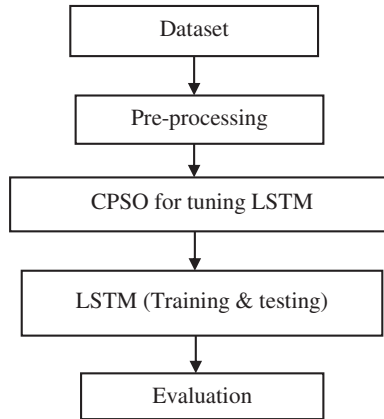 Dataset
Pre-processing
CPSO for tuning LSTM
LSTM (Training & testing)
Evaluation